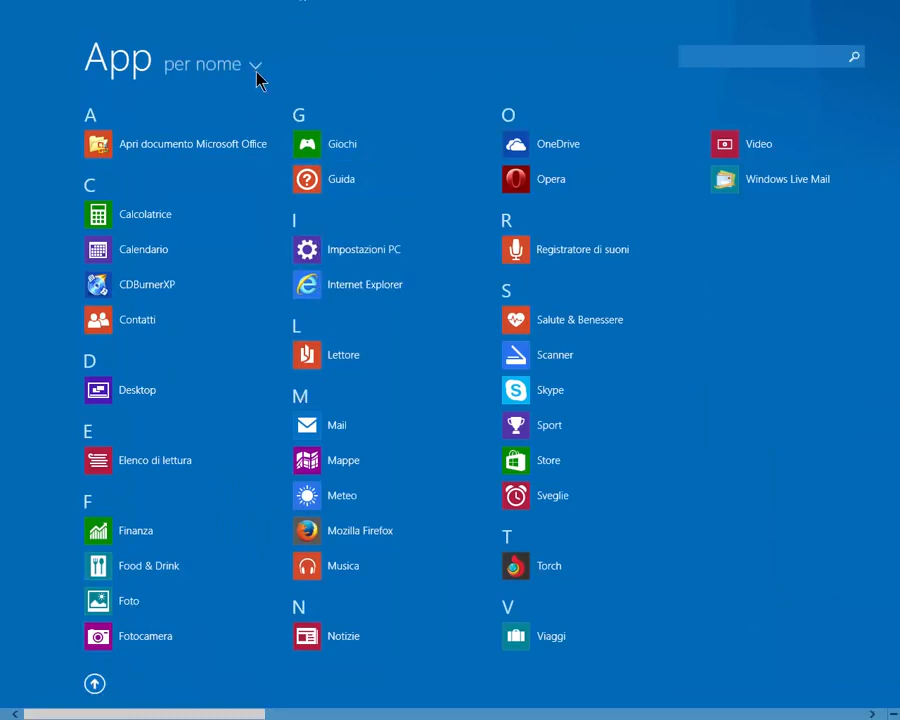 App per nome
A
Apri documento Microsoft Office
C
Calcolatrice
Calendario
CDBurnerXP
Contatti
D
Desktop
E
Elenco di lettura
F
Finanza
Food & Drink
Foto
Fotocamera
G
Giochi
Guida
I
Impostazioni PC
Internet Explorer
L
Lettore
M
Mail
Mappe
Meteo
Mozilla Firefox
Musica
N
Notizie
O
OneDrive
Opera
R
Registratore di suoni
S
Salute & Benessere
Scanner
Skype
Sport
Store
Sveglie
T
Torch
V
Viaggi
Video
Windows Live Mail